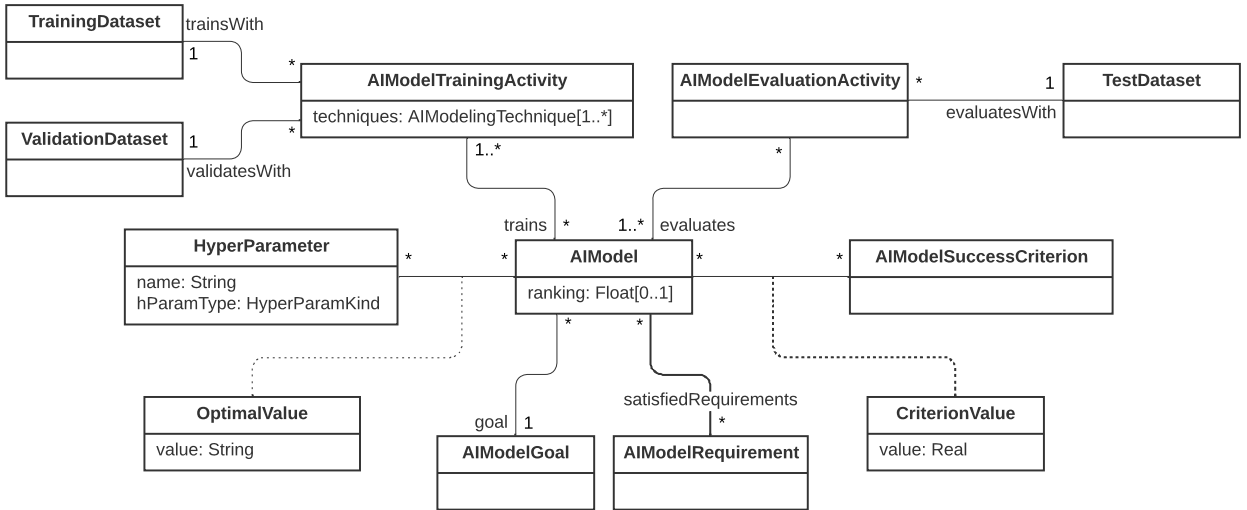 TrainingDataset
trainsWith
1
*
AIModelTrainingActivity
techniques: AIModelingTechnique[1..*]
AIModelEvaluationActivity
*
1
evaluatesWith
TestDataset
ValidationDataset
1
*
validatesWith
1..*
*
trains
*
1..*
evaluates
HyperParameter
name: String
hParamType: HyperParamKind
*
*
AIModel
ranking: Float[0..1]
*
*
AIModelSuccessCriterion
*
*
satisfiedRequirements
goal
1
*
OptimalValue
value: String
AIModelGoal
AIModelRequirement
CriterionValue
value: Real